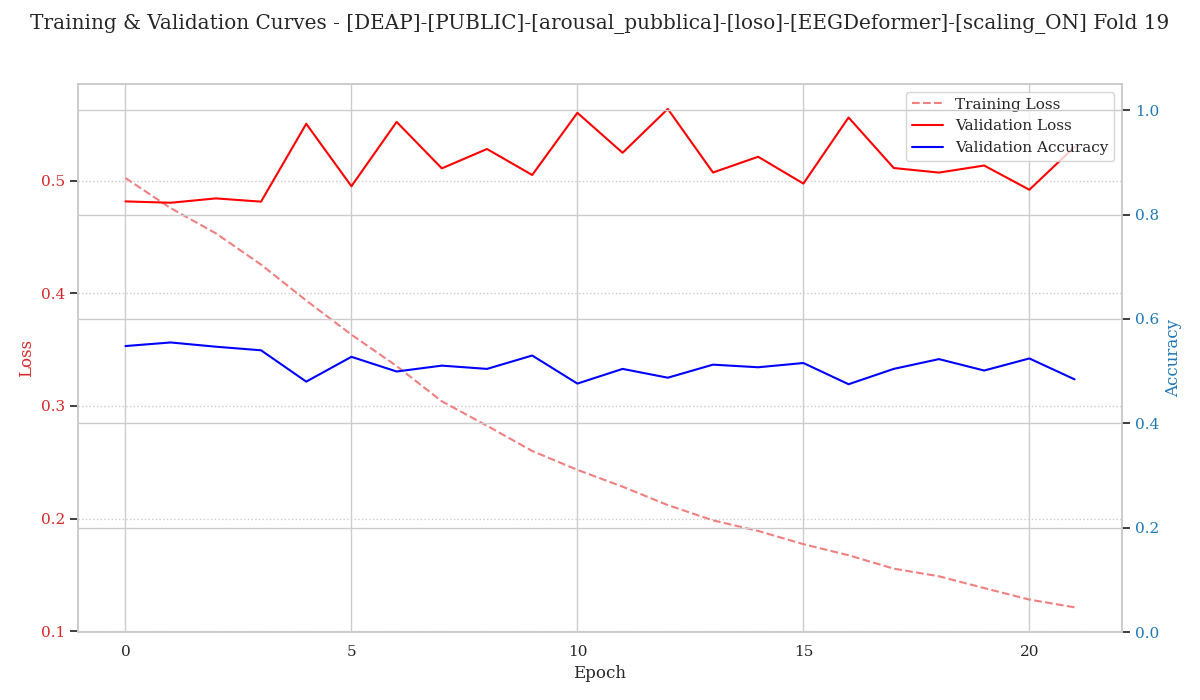 Training & Validation Curves - [DEAP]-[PUBLIC]-[arousal_pubblica]-[loso]-[EEGDeformer]-[scaling_ON] Fold 19
Training Loss
Validation Loss
Validation Accuracy
0.5
0.4
0.3
0.2
0.1
Loss
1.0
0.8
0.6
0.4
0.2
0.0
Accuracy
0
5
10
15
20
Epoch